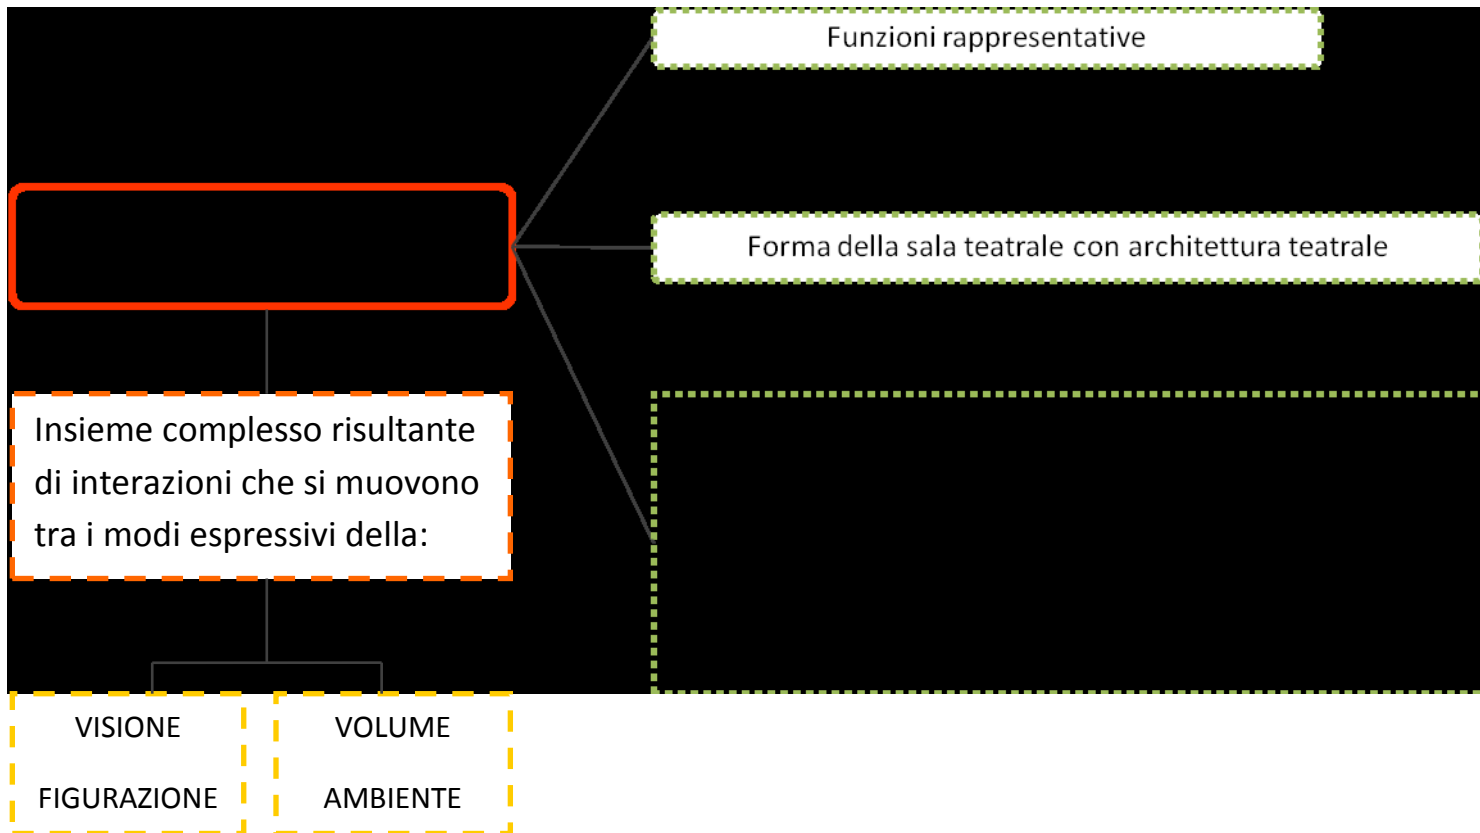 Funzioni rappresentative
Forma della sala teatrale con architettura teatrale
Insieme complesso risultante
di interazioni che si muovono
tra i modi espressivi della:
VISIONE
FIGURAZIONE
VOLUME
AMBIENTE